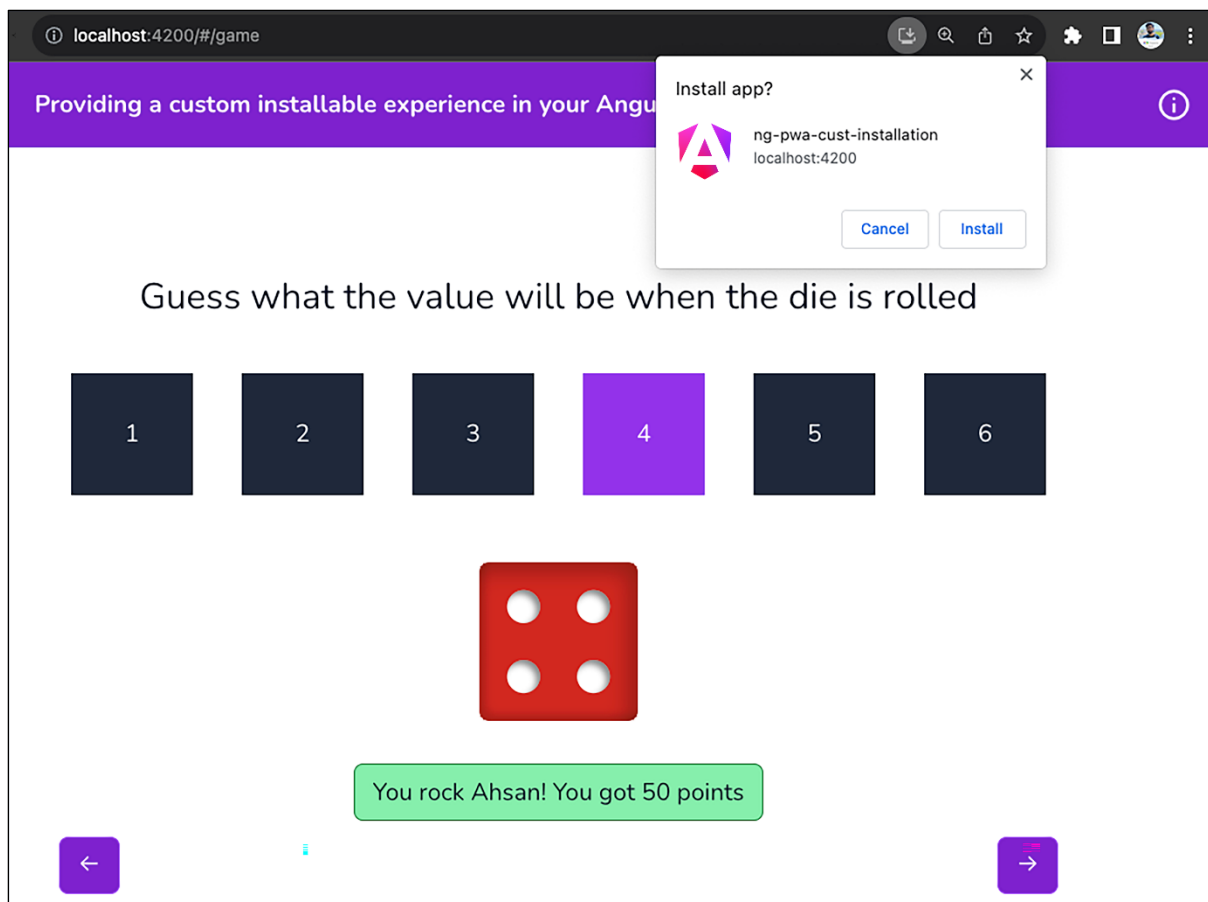 localhost:4200/#/game
Providing a custom installable experience in your Angu
Install app?
ng-pwa-cust-installation
localhost:4200
Cancel
Install
Guess what the value will be when the die is rolled
1
2
3
4
5
6
You rock Ahsan! You got 50 points